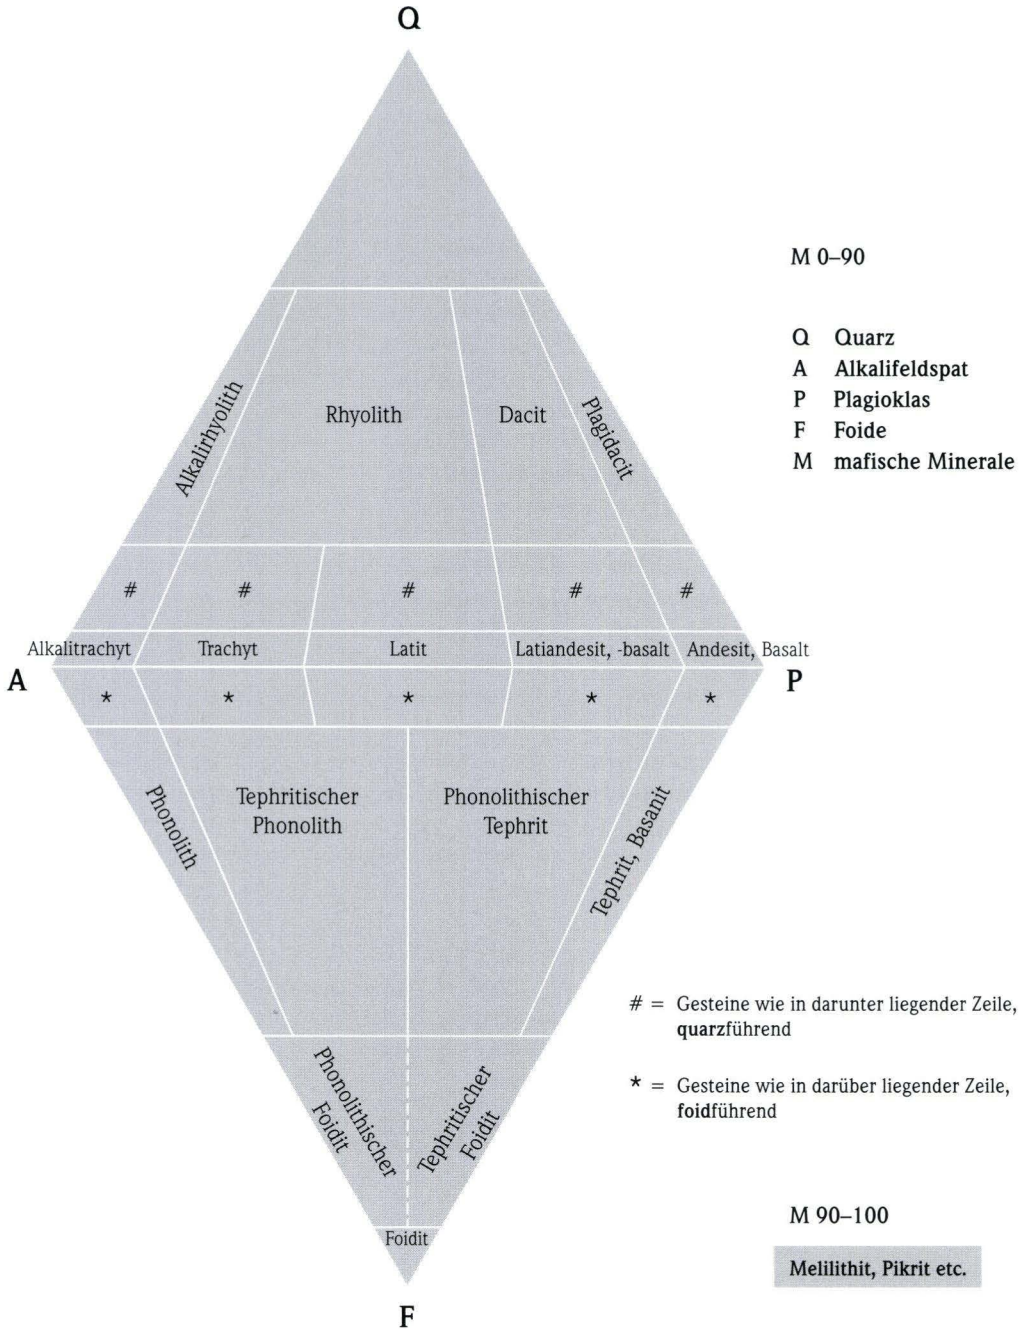 Q
M 0–90
Q Quarz
A Alkalifeldspat
P Plagioklas
F Foide
M mafische Minerale
Alkalirhyolith
Rhyolith
Dacit
Plagidacit
# # # # #
Alkalitrachyt Trachyt Latit Latiandesit, -basalt Andesit, Basalt
A P
* * * * *
Phonolith
Tephritischer
Phonolith
Phonolithischer
Tephrit
Tephrit, Basanit
# = Gesteine wie in darunter liegender Zeile,
quarzführend
* = Gesteine wie in darüber liegender Zeile,
foidführend
Phonolithischer
Foidit
Tephritischer
Foidit
Foidit
F
M 90–100
Melilithit, Pikrit etc.